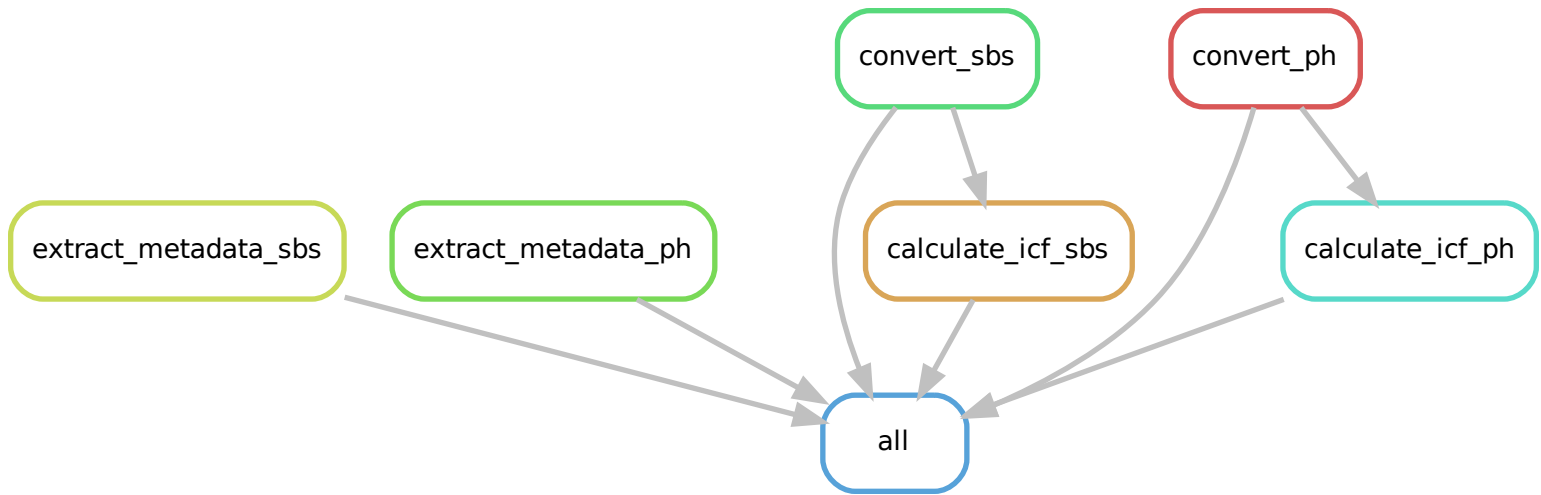 convert_sbs
convert_ph
extract_metadata_sbs
extract_metadata_ph
calculate_icf_sbs
calculate_icf_ph
all